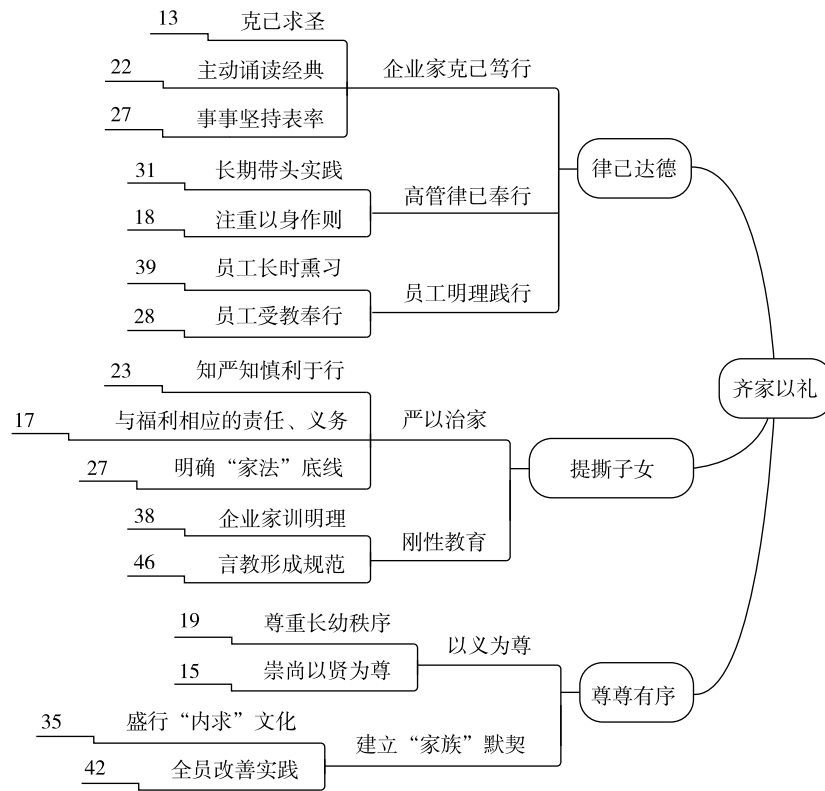 13 克己求圣
22 主动诵读经典 企业家克己笃行
27 事事坚持表率
律己达德
31 长期带头实践
高管律已奉行
18 注重以身作则
39 员工长时熏习
员工明理践行
28 员工受教奉行
23 知严知慎利于行
齐家以礼
17 与福利相应的责任、义务 严以治家
27 明确“家法”底线 提撕子女
38 企业家训明理
刚性教育
46 言教形成规范
19 尊重长幼秩序
以义为尊
15 崇尚以贤为尊
尊尊有序
35 盛行“内求”文化
建立“家族”默契
42 全员改善实践